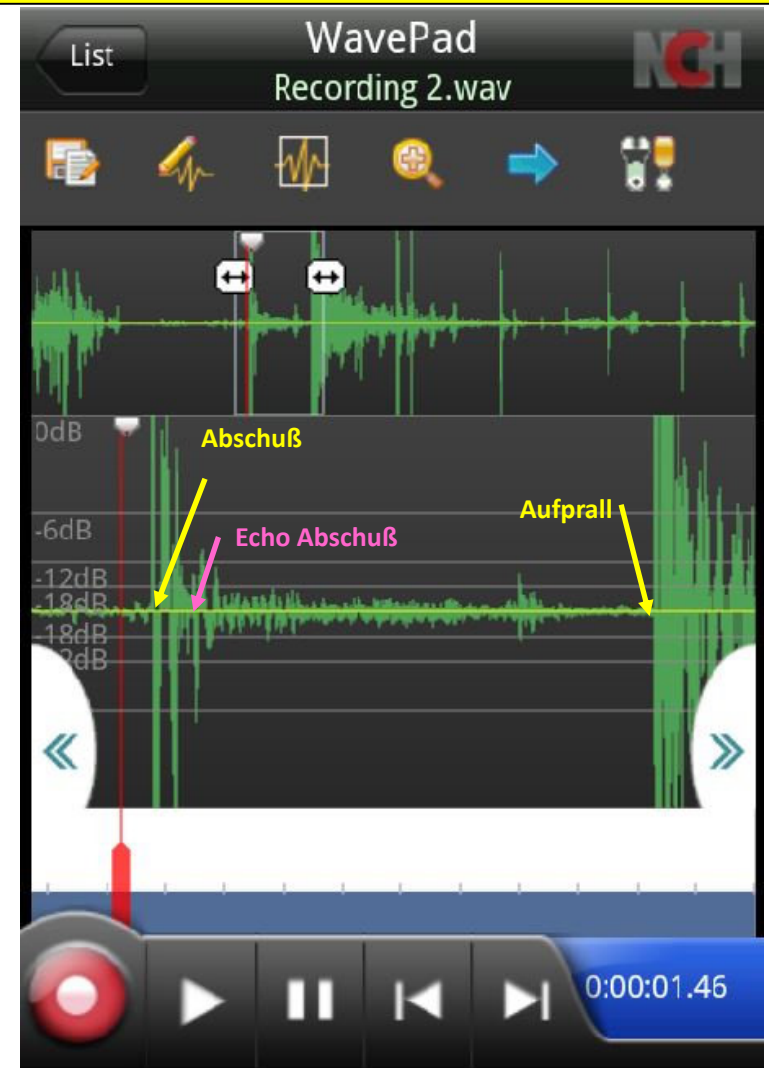 List
WavePad
NCH
Recording 2.wav
0dB
Abschuß
-6dB
Aufprall
Echo Abschuß
-12dB
-18dB
-18dB
2dB
0:00:01.46